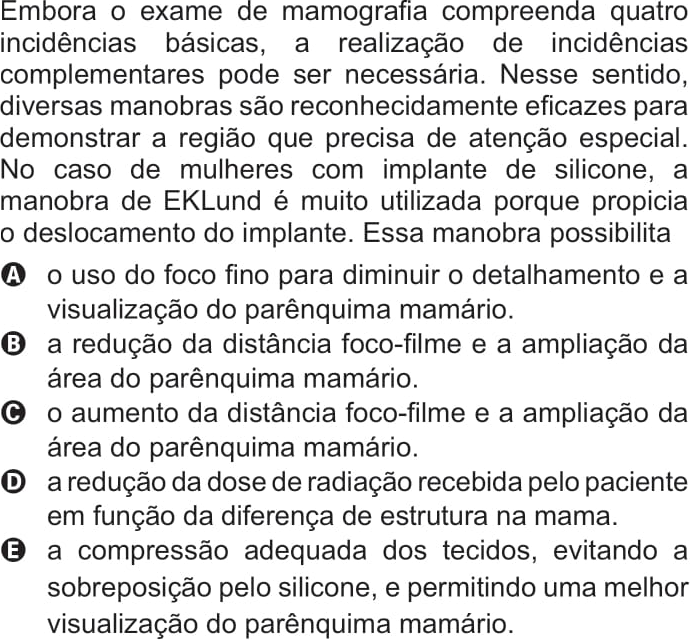 Embora o exame de mamografia compreenda quatro
incidências básicas, a realização de incidências
complementares pode ser necessária. Nesse sentido,
diversas manobras são reconhecidamente eficazes para
demonstrar a região que precisa de atenção especial.
No caso de mulheres com implante de silicone, a
manobra de EKLund é muito utilizada porque propicia
o deslocamento do implante. Essa manobra possibilita
A o uso do foco fino para diminuir o detalhamento e a
visualização do parênquima mamário.
B a redução da distância foco-filme e a ampliação da
área do parênquima mamário.
C o aumento da distância foco-filme e a ampliação da
área do parênquima mamário.
D a redução da dose de radiação recebida pelo paciente
em função da diferença de estrutura na mama.
E a compressão adequada dos tecidos, evitando a
sobreposição pelo silicone, e permitindo uma melhor
visualização do parênquima mamário.